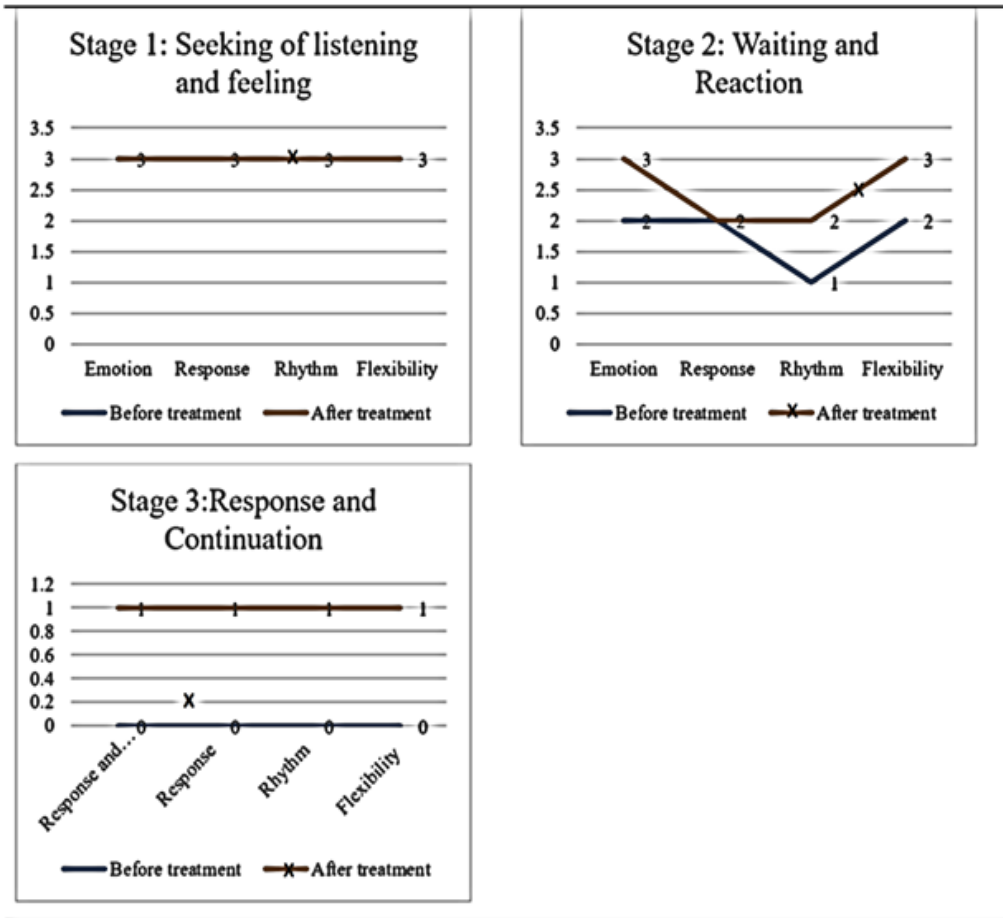 Stage 1: Seeking of listening
and feeling
3.5
3
2.5
2
1.5
1
0.5
0
3
3
X
3
3
Emotion Response Rhythm Flexibility
Before treatment After treatment
Stage 2: Waiting and
Reaction
3.5
3
2.5
2
1.5
1
0.5
0
3
2
2
2
1
X
3
2
Emotion Response Rhythm Flexibility
Before treatment X After treatment
Stage 3:Response and
Continuation
1.2
1
0.8
0.6
0.4
0.2
0
1
1
1
1
X
0
0
0
0
Response and...
Response
Rhythm
Flexibility
Before treatment X After treatment